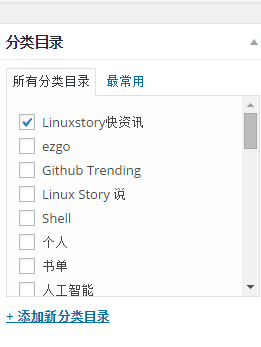 分类目录
所有分类目录 最常用
Linuxstory快资讯
ezgo
Github Trending
Linux Story 说
Shell
个人
书单
人工智能
+ 添加新分类目录